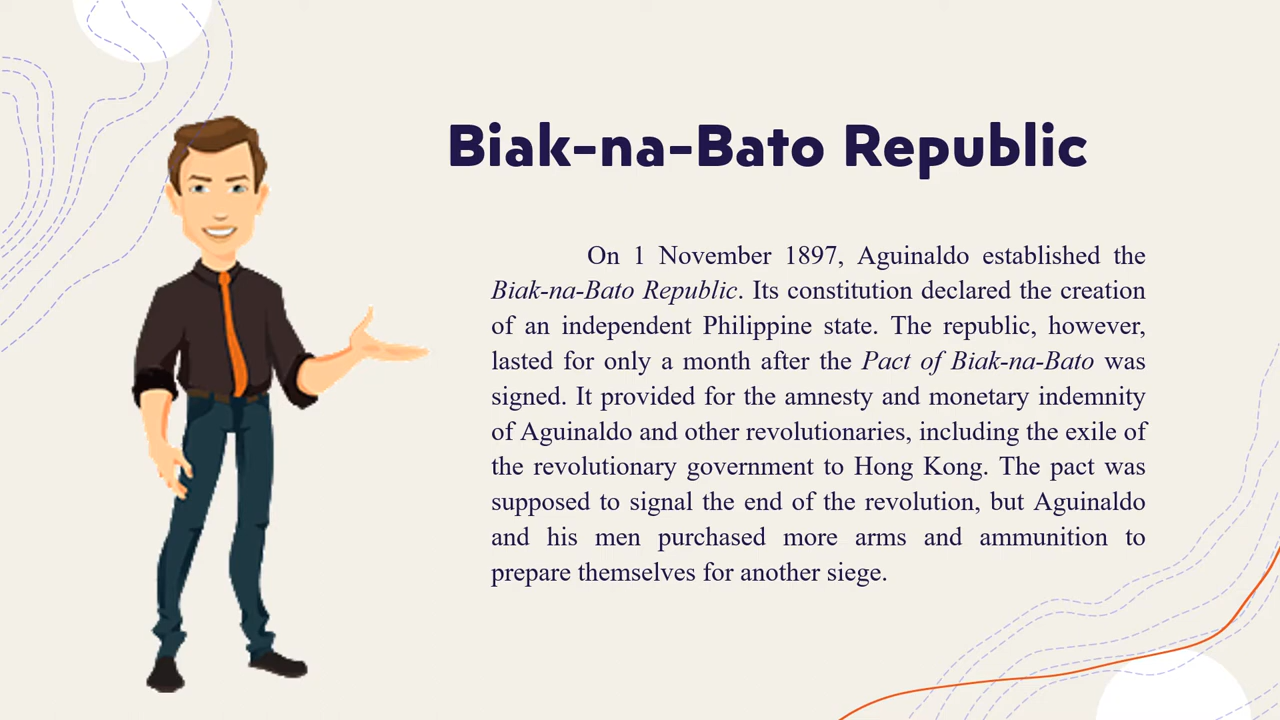 Biak-na-Bato Republic
On 1 November 1897, Aguinaldo established the
Biak-na-Bato Republic. Its constitution declared the creation
of an independent Philippine state. The republic, however,
lasted for only a month after the Pact of Biak-na-Bato was
signed. It provided for the amnesty and monetary indemnity
of Aguinaldo and other revolutionaries, including the exile of
the revolutionary government to Hong Kong. The pact was
supposed to signal the end of the revolution, but Aguinaldo
and his men purchased more arms and ammunition to
prepare themselves for another siege.